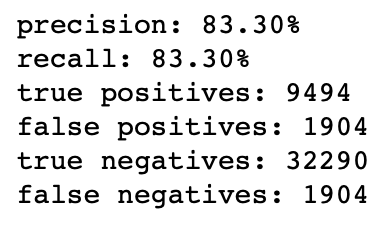 precision: 83.30%
recall: 83.30%
true positives: 9494
false positives: 1904
true negatives: 32290
false negatives: 1904